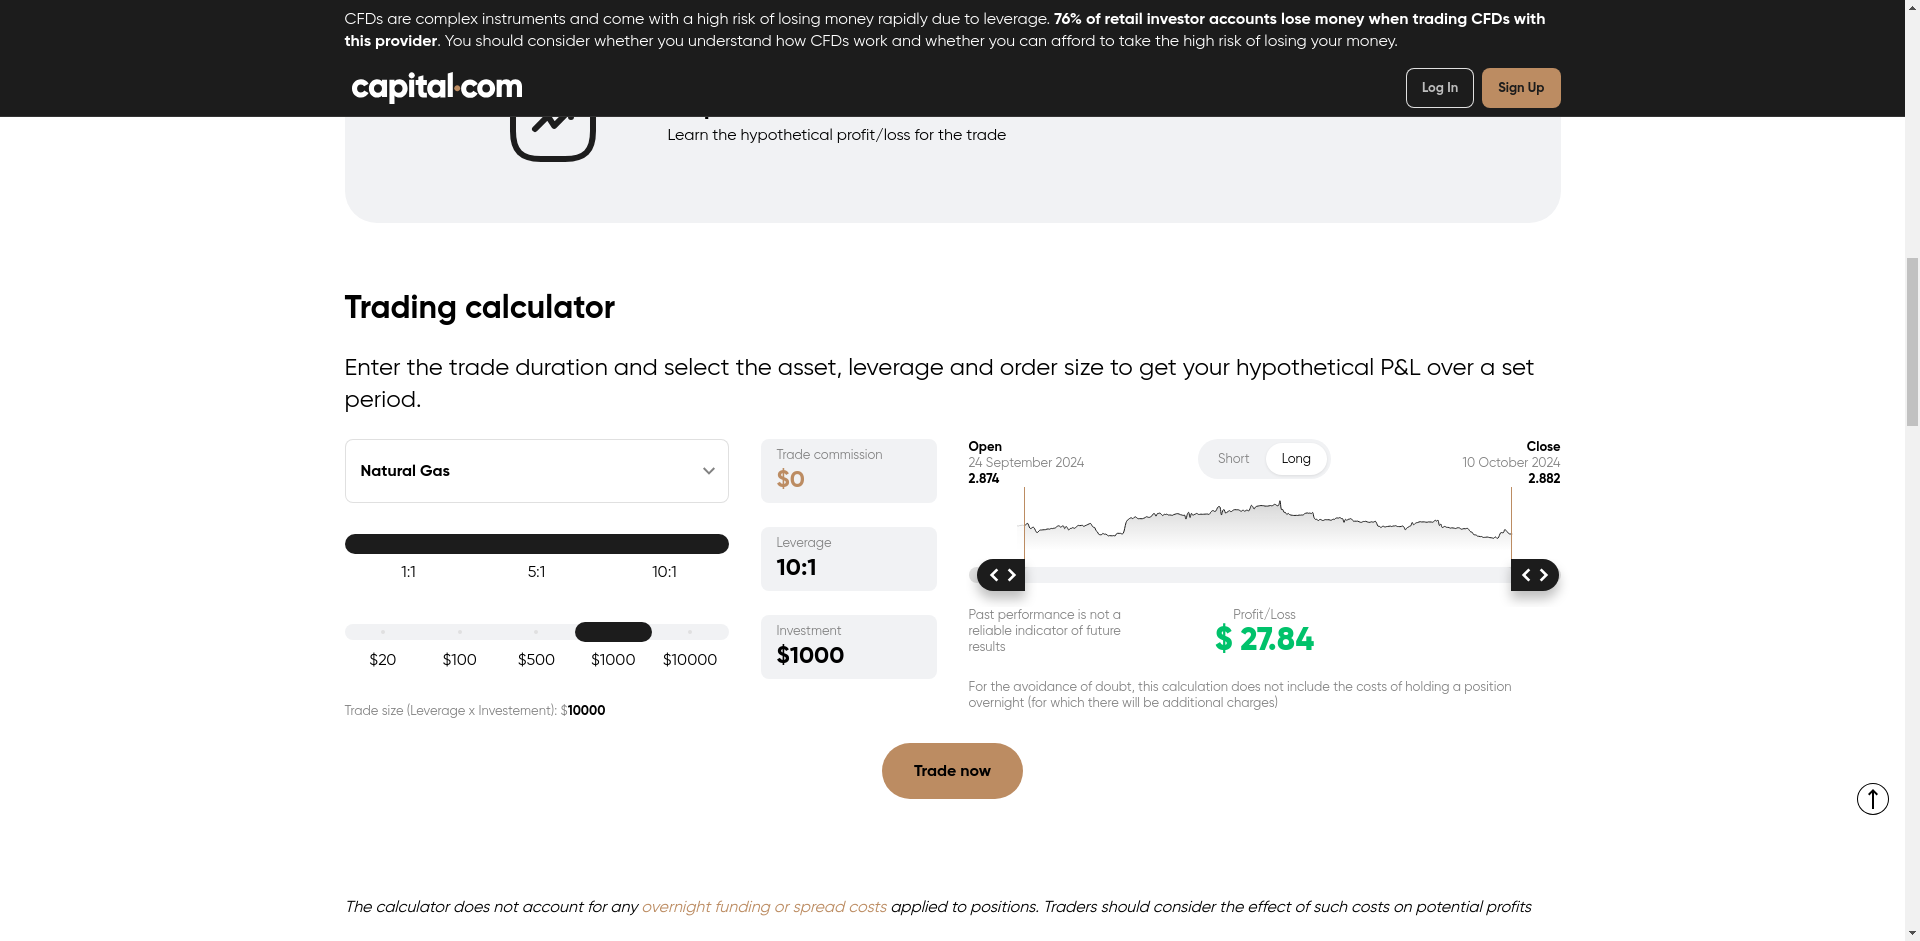 CFDs are complex instruments and come with a high risk of losing money rapidly due to leverage. 76% of retail investor accounts lose money when trading CFDs with
this provider. You should consider whether you understand how CFDs work and whether you can afford to take the high risk of losing your money.
capital.com
Log In
Sign Up
Learn the hypothetical profit/loss for the trade
Trading calculator
Enter the trade duration and select the asset, leverage and order size to get your hypothetical P&L over a set
period.
Natural Gas
1:1
5:1
10:1
$20
$100
$500
$1000
$10000
Trade size (Leverage x Investement): $10000
Trade commission
$0
Leverage
10:1
Investment
$1000
Open
24 September 2024
2.874
Short
Long
Close
10 October 2024
2.882
Past performance is not a
reliable indicator of future
results
Profit/Loss
$ 27.84
For the avoidance of doubt, this calculation does not include the costs of holding a position
overnight (for which there will be additional charges)
Trade now
The calculator does not account for any overnight funding or spread costs applied to positions. Traders should consider the effect of such costs on potential profits